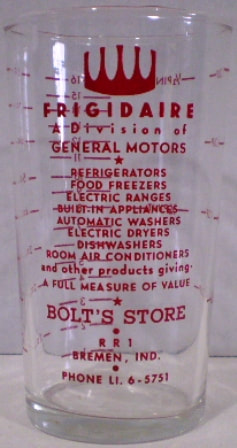 FRIGIDAIRE
A Division of
GENERAL MOTORS
REFRIGERATORS
FOOD FREEZERS
ELECTRIC RANGES
BUILT-IN APPLIANCES
AUTOMATIC WASHERS
ELECTRIC DRYERS
DISHWASHERS
ROOM AIR CONDITIONERS
and other products giving
A FULL MEASURE OF VALUE
BOLT'S STORE
RR1
BREMEN, IND.
PHONE LI. 6-5751